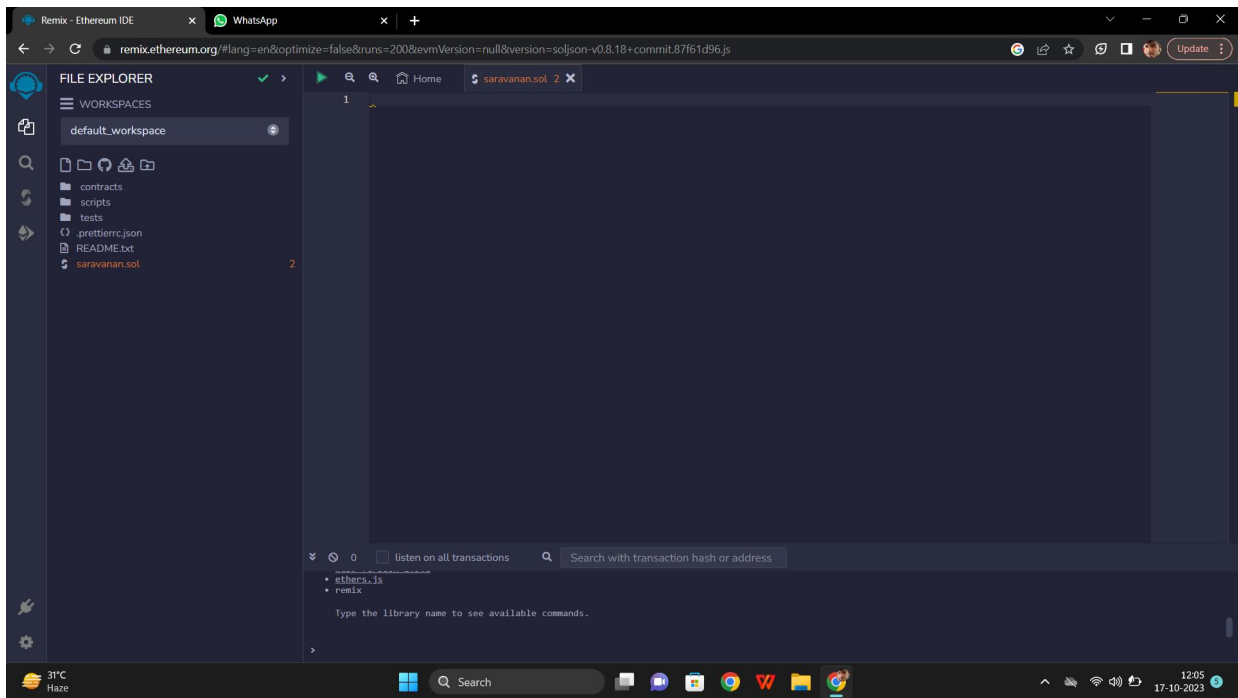 Remix - Ethereum IDE
WhatsApp
remix.ethereum.org/#lang=en&optimize=false&runs=200&evmVersion=null&version=soljson-v0.8.18+commit.87f61d96.js
Update
FILE EXPLORER
Home
saravanan.sol 2
WORKSPACES
1
default_workspace
contracts
scripts
tests
.prettierrc.json
README.txt
saravanan.sol 2
0 listen on all transactions
Search with transaction hash or address
ethers.js
remix
Type the library name to see available commands.
>
31°C
Haze
Search
12:05
17-10-2023
5